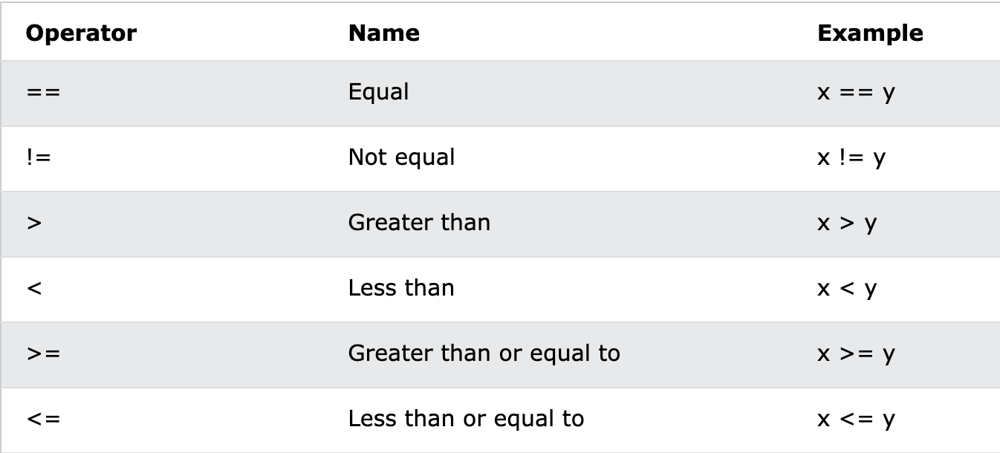 Operator Name Example
== Equal x == y
!= Not equal x != y
> Greater than x > y
< Less than x < y
>= Greater than or equal to x >= y
<= Less than or equal to x <= y